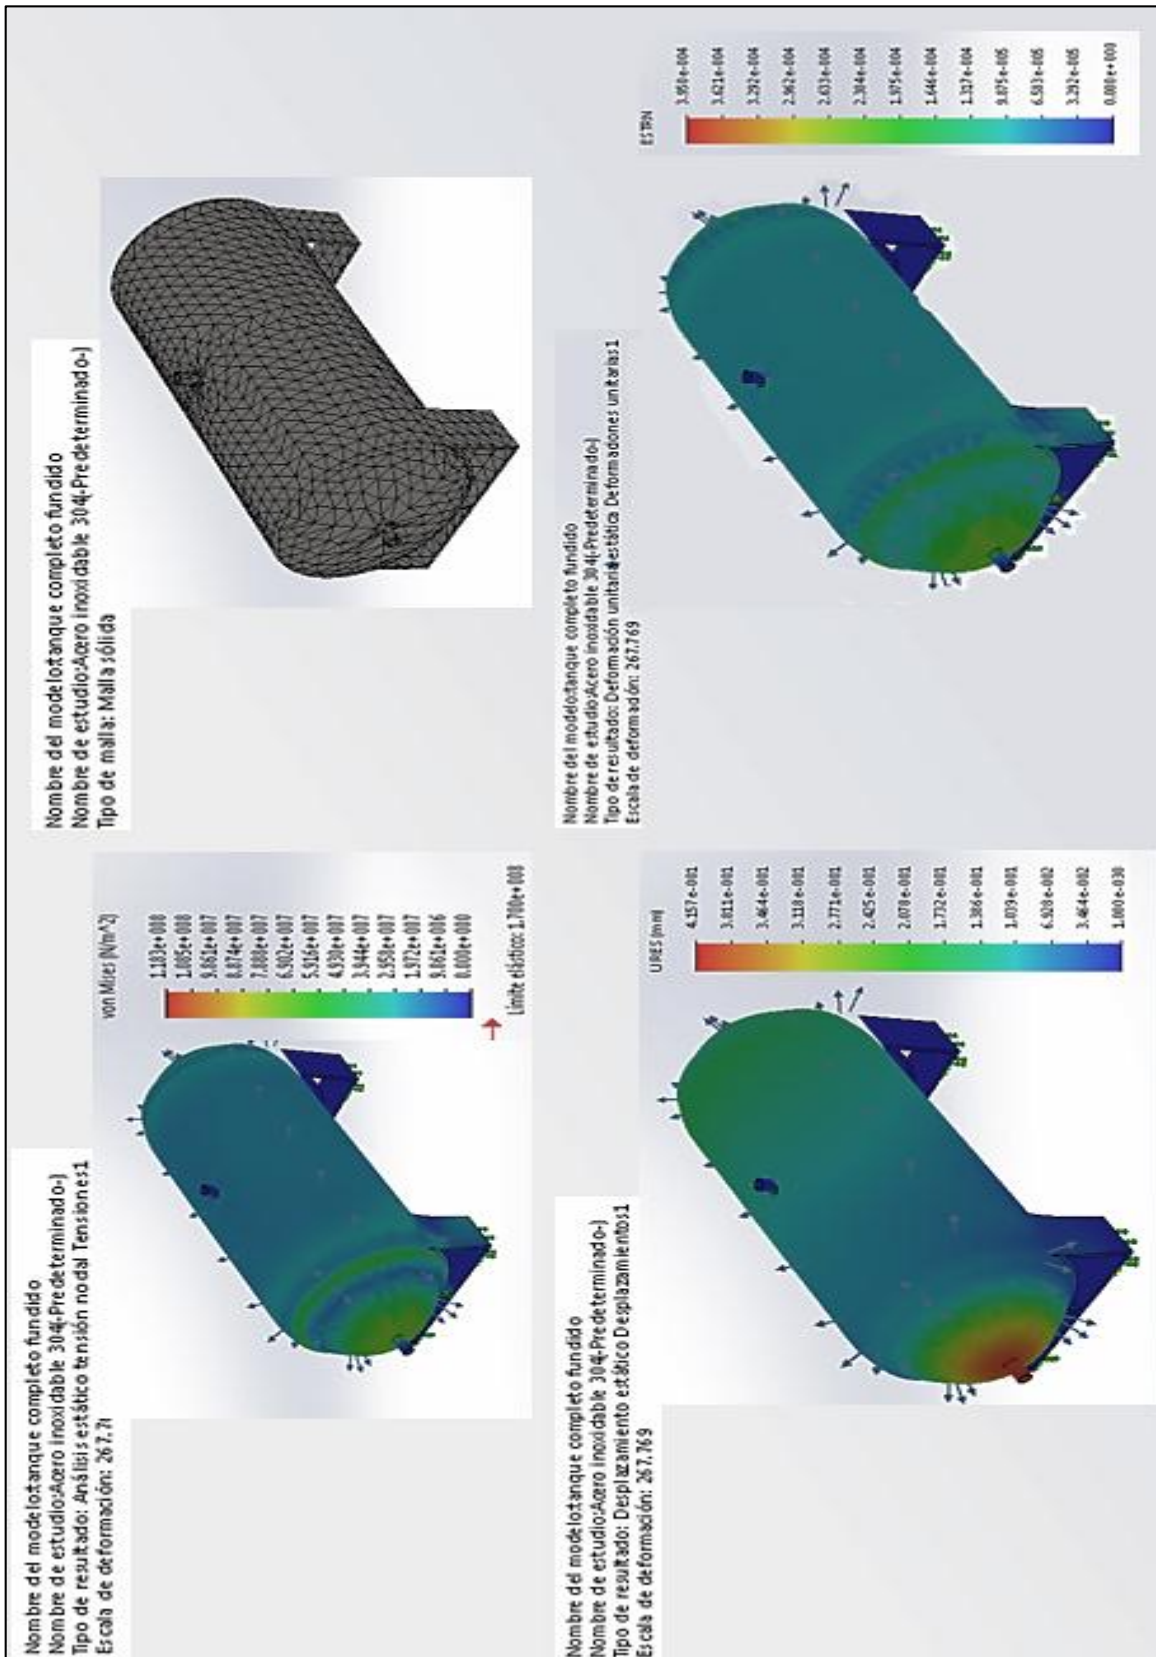 Nombre del modelo:tanque completo fundido
Nombre de estudio:Acero inoxidable 304(-Predeterminado-)
Tipo de resultado: Análisis estático tensión nodal Tensiones1
Escala de deformación: 267.7
von Mises (N/m^2)
1.183e+008
1.085e+008
9.861e+007
8.874e+007
7.888e+007
6.902e+007
5.916e+007
4.930e+007
3.944e+007
2.958e+007
1.972e+007
9.861e+006
0.000e+000
Límite elástico: 1.700e+008
Nombre del modelo:tanque completo fundido
Nombre de estudio:Acero inoxidable 304(-Predeterminado-)
Tipo de malla: Malla sólida
Nombre del modelo:tanque completo fundido
Nombre de estudio:Acero inoxidable 304(-Predeterminado-)
Tipo de resultado: Desplazamiento estático Desplazamientos1
Escala de deformación: 267.769
URES (mm)
4.157e-001
3.811e-001
3.464e-001
3.118e-001
2.771e-001
2.425e-001
2.078e-001
1.732e-001
1.386e-001
1.039e-001
6.928e-002
3.464e-002
1.000e-030
Nombre del modelo:tanque completo fundido
Nombre de estudio:Acero inoxidable 304(-Predeterminado-)
Tipo de resultado: Deformación unitaria estática Deformaciones unitarias1
Escala de deformación: 267.769
ESTRN
3.950e-004
3.621e-004
3.292e-004
2.962e-004
2.633e-004
2.304e-004
1.975e-004
1.646e-004
1.317e-004
9.875e-005
6.583e-005
3.292e-005
0.000e+000